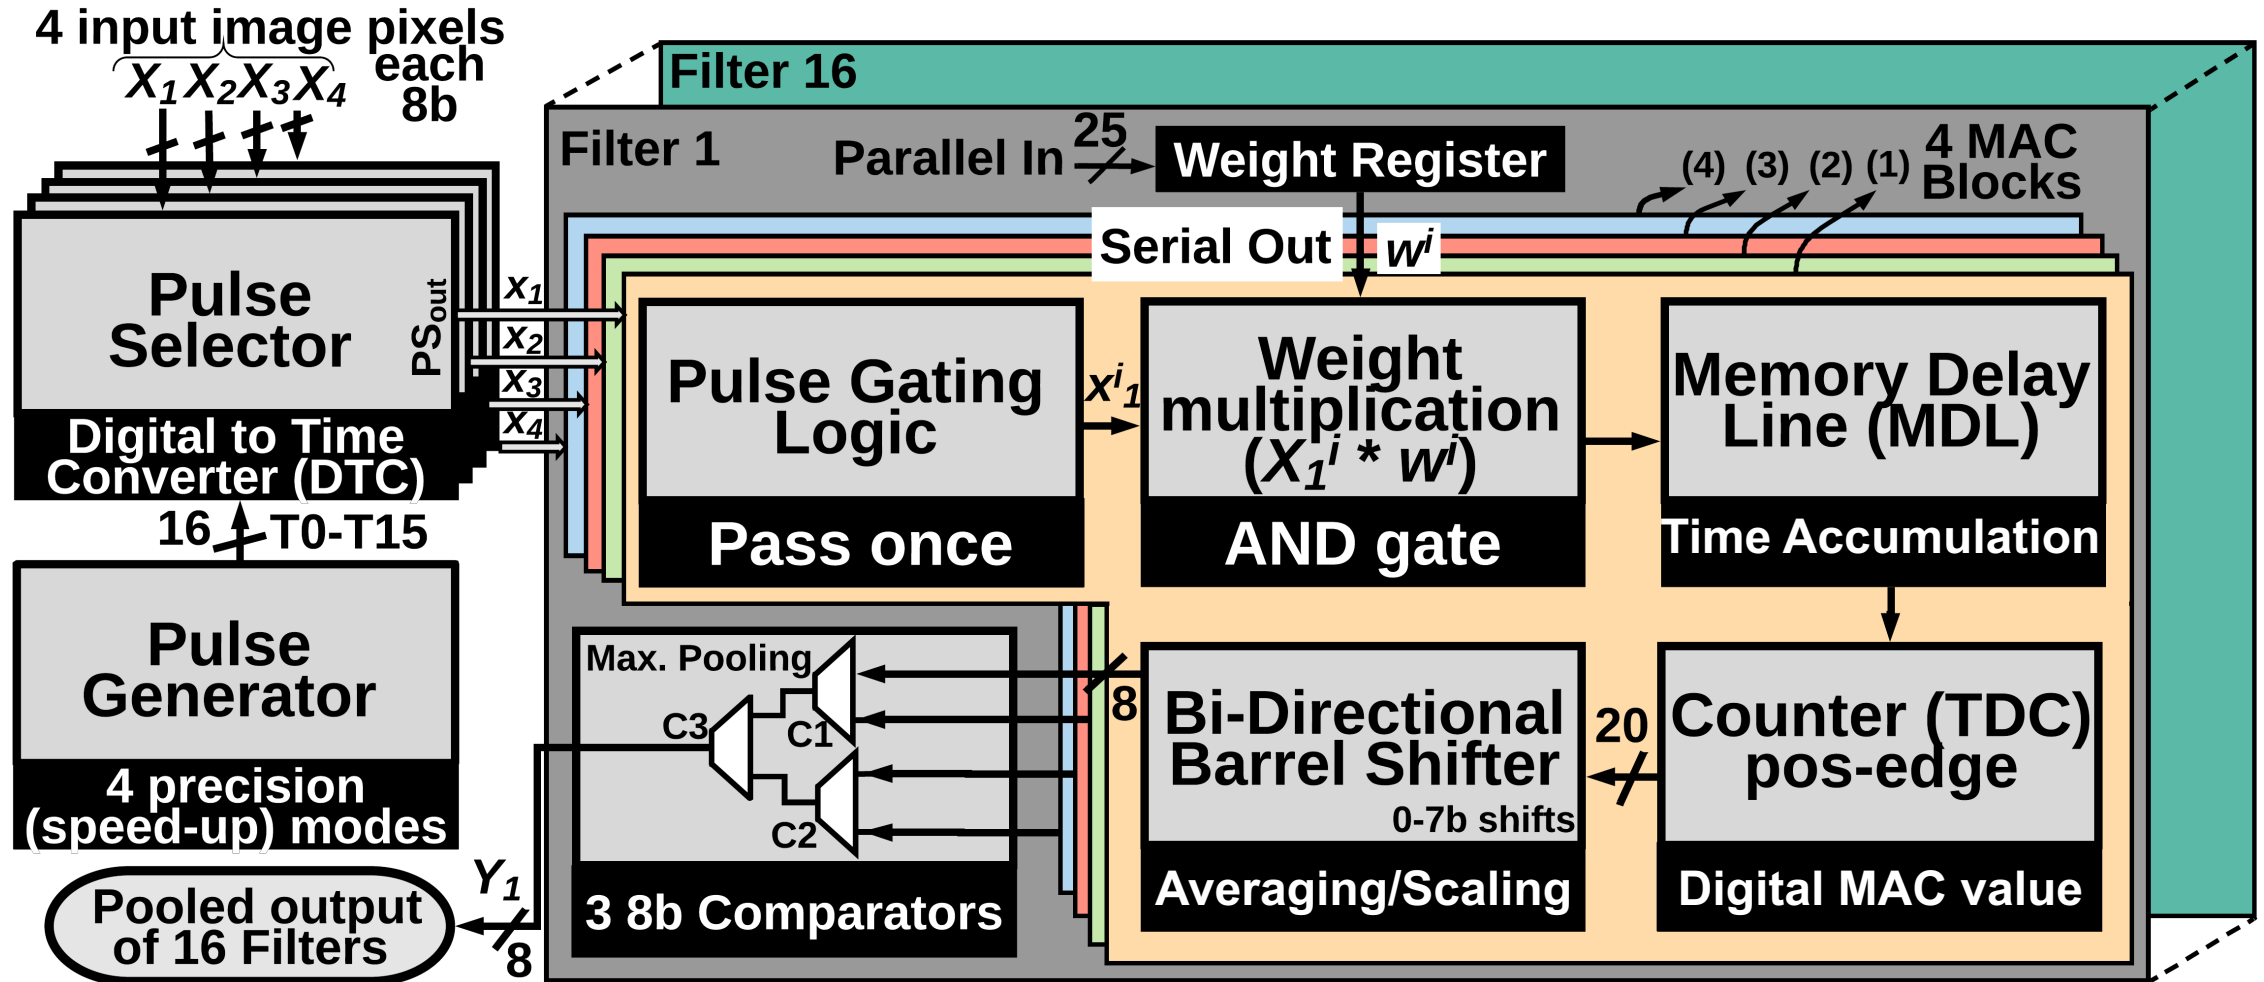 4 input image pixels
each
8b
X1 X2 X3 X4
Filter 16
Filter 1
Parallel In
25
Weight Register
(4) (3) (2) (1)
4 MAC
Blocks
Serial Out
w^i
Pulse
Selector
PSout
Digital to Time
Converter (DTC)
x1
x2
x3
x4
16
T0-T15
Pulse
Generator
4 precision
(speed-up) modes
Pulse Gating
Logic
Pass once
x^i_1
Weight
multiplication
(X1^i * w^i)
AND gate
Memory Delay
Line (MDL)
Time Accumulation
Counter (TDC)
pos-edge
Digital MAC value
20
Bi-Directional
Barrel Shifter
0-7b shifts
Averaging/Scaling
8
Max. Pooling
C1
C3
C2
3 8b Comparators
Y1
8
Pooled output
of 16 Filters